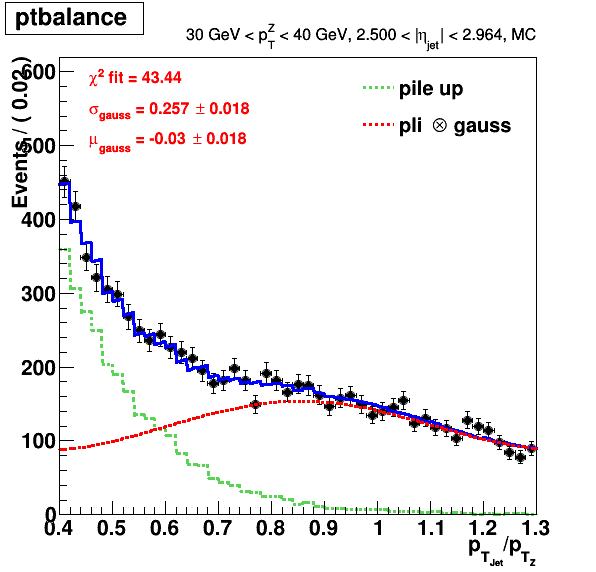 ptbalance
30 GeV < p_T^Z < 40 GeV, 2.500 < |η_jet| < 2.964, MC
χ² fit = 43.44
σ_gauss = 0.257 ± 0.018
μ_gauss = -0.03 ± 0.018
pile up
pli ⊗ gauss
Events / ( 0.02 )
600
500
400
300
200
100
0
0.4 0.5 0.6 0.7 0.8 0.9 1 1.1 1.2 1.3
p_T_Jet/p_T_Z